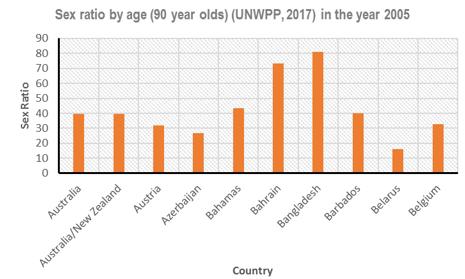 Sex ratio by age (90 year olds) (UNWPP, 2017) in the year 2005
Sex Ratio
90
80
70
60
50
40
30
20
10
0
Australia
Australia/New Zealand
Austria
Azerbaijan
Bahamas
Bahrain
Bangladesh
Barbados
Belarus
Belgium
Country